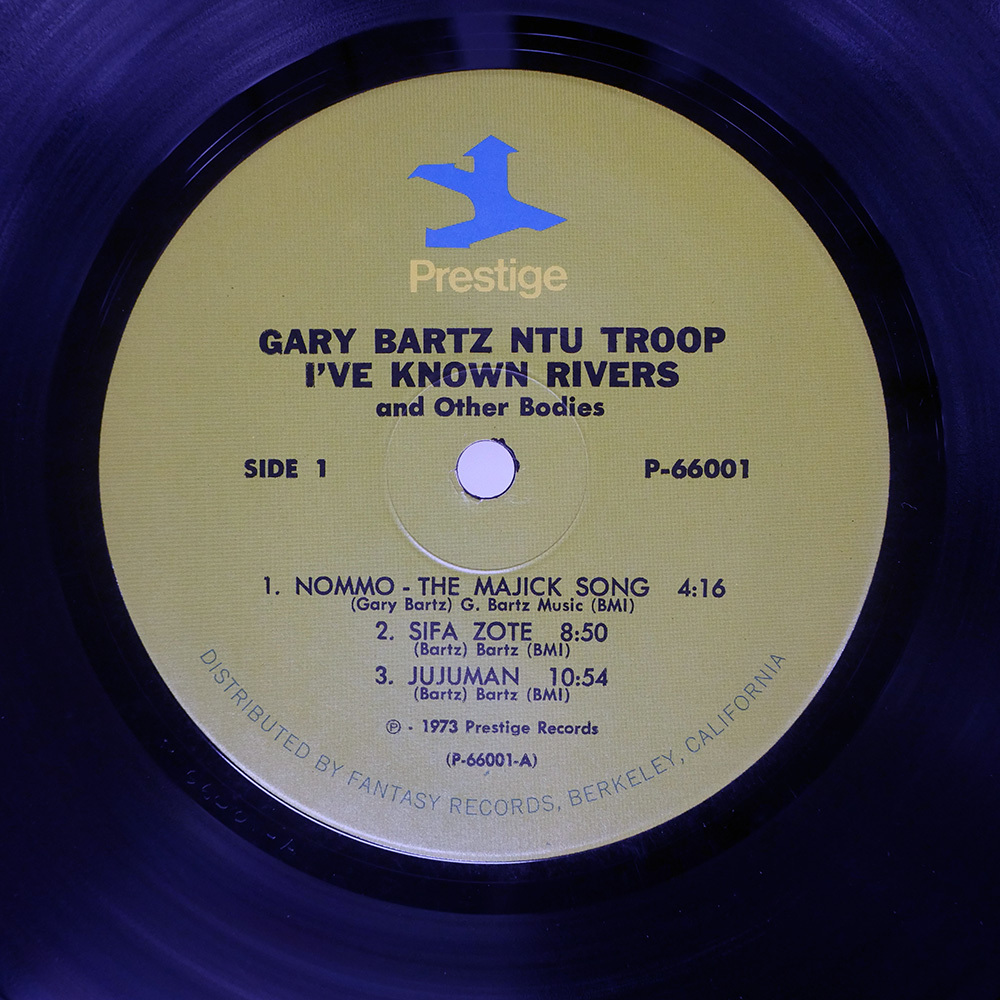 Prestige
GARY BARTZ NTU TROOP
I'VE KNOWN RIVERS
and Other Bodies
SIDE 1
P-66001
1. NOMMO - THE MAJICK SONG 4:16
(Gary Bartz) G. Bartz Music (BMI)
2. SIFA ZOTE 8:50
(Bartz) Bartz (BMI)
3. JUJUMAN 10:54
(Bartz) Bartz (BMI)
℗ - 1973 Prestige Records
(P-66001-A)
DISTRIBUTED BY FANTASY RECORDS, BERKELEY, CALIFORNIA